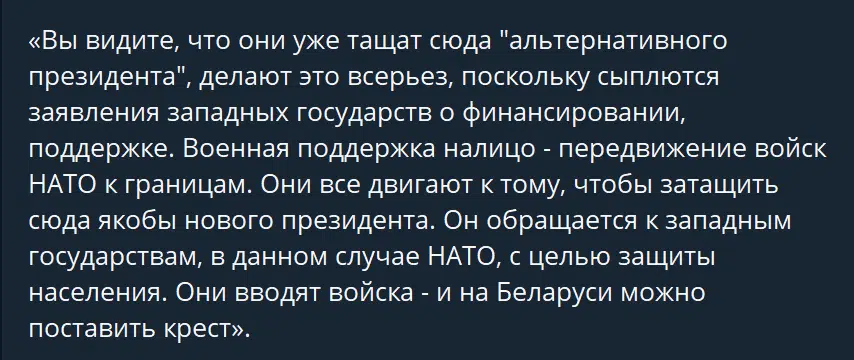 «Вы видите, что они уже тащат сюда "альтернативного
президента", делают это всерьез, поскольку сыплются
заявления западных государств о финансировании,
поддержке. Военная поддержка налицо - передвижение войск
НАТО к границам. Они все двигают к тому, чтобы затащить
сюда якобы нового президента. Он обращается к западным
государствам, в данном случае НАТО, с целью защиты
населения. Они вводят войска - и на Беларуси можно
поставить крест».